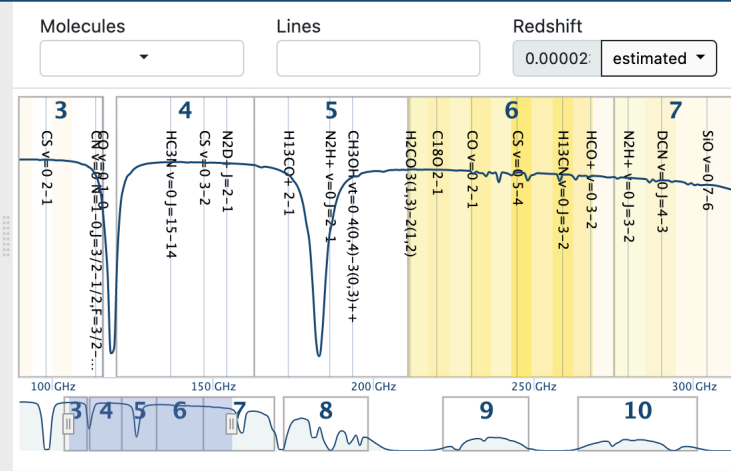 Molecules
Lines
Redshift
0.00002
estimated
3
4
5
6
7
CS v=0 2-1
CO v=0 1-0
HC3N v=0 J=15-14
CS v=0 3-2
N2D+ J=2-1
H13CO+ 2-1
N2H+ v=0 J=2-1
CH3OH vt=0 4(0,4)-3(0,3)++
H2CO 3(1,3)-2(1,2)
C18O 2-1
CO v=0 2-1
CS v=0 5-4
H13CN v=0 J=3-2
HCO+ v=0 3-2
N2H+ v=0 J=3-2
DCN v=0 J=4-3
SiO v=0 7-6
100 GHz
150 GHz
200 GHz
250 GHz
300 GHz
3
4
5
6
7
8
9
10